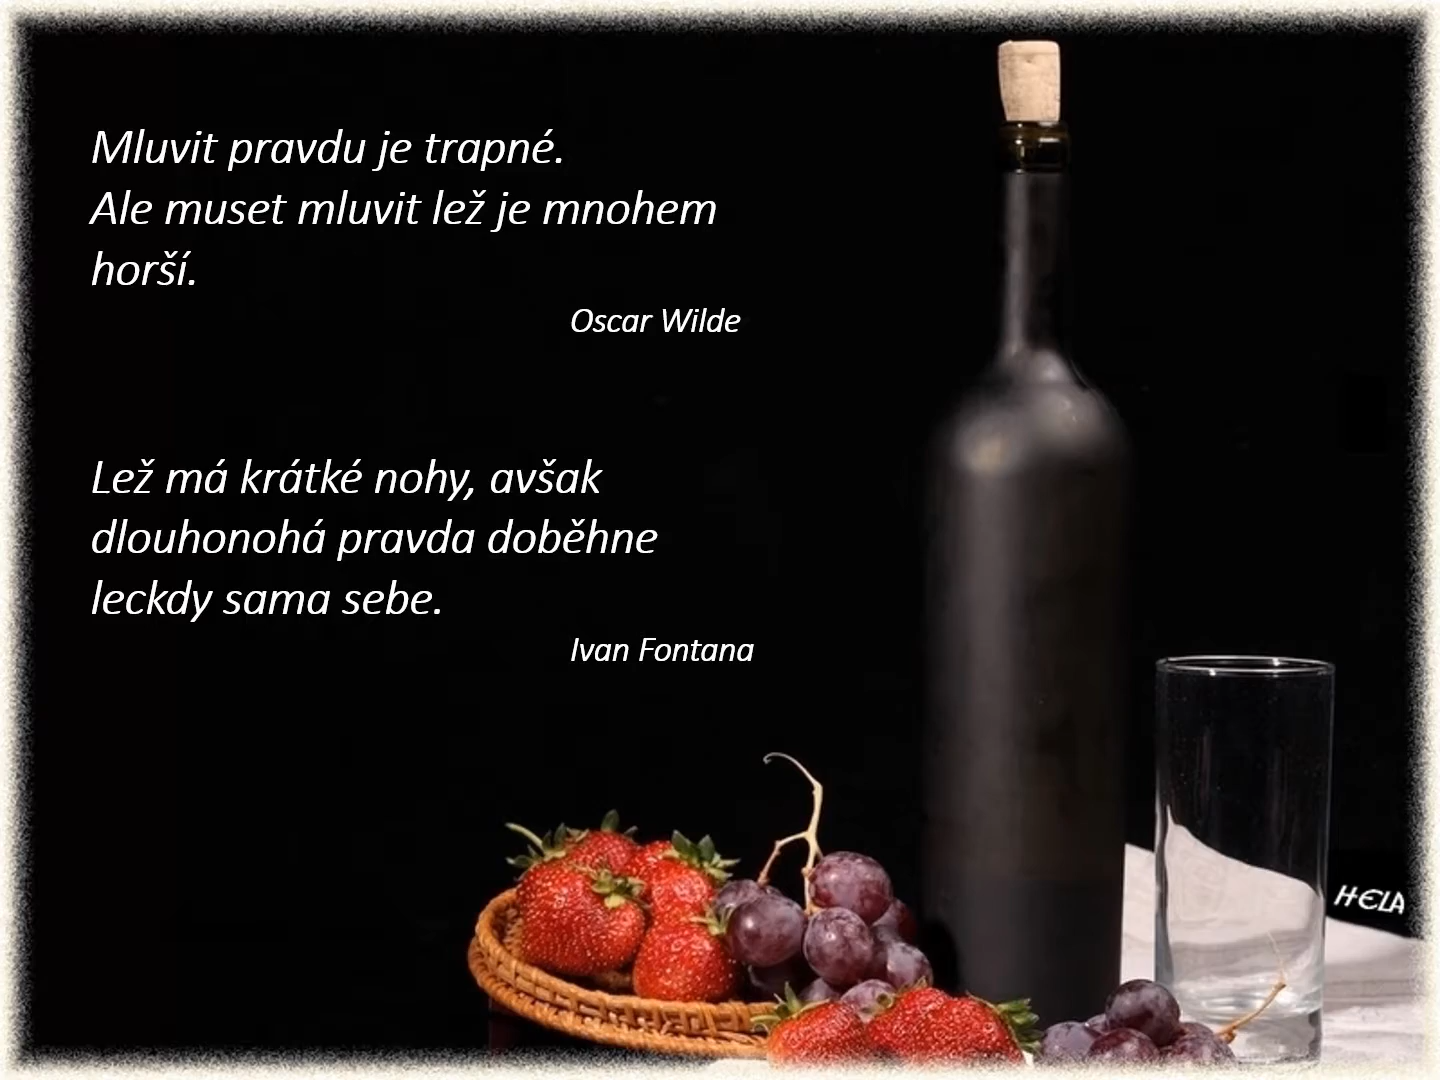 Mluvit pravdu je trapné.
Ale muset mluvit lež je mnohem
horší.
Oscar Wilde
Lež má krátké nohy, avšak
dlouhonohá pravda doběhne
leckdy sama sebe.
Ivan Fontana
HELA